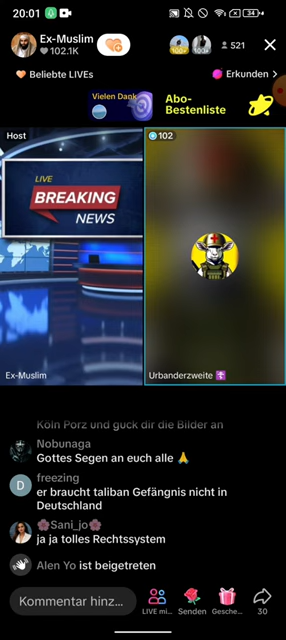 20:01
34
Ex-Muslim
102.1K
100+
100+
521
Beliebte LIVEs
Erkunden >
Vielen Dank
Abo-
Bestenliste
Host
102
LIVE
BREAKING
NEWS
Ex-Muslim
Urbanderzweite
Köln Porz und guck dir die Bilder an
Nobunaga
Gottes Segen an euch alle 🙏
D
freezing
er braucht taliban Gefängnis nicht in
Deutschland
🌸Sani_jo🌸
ja ja tolles Rechtssystem
Alen Yo ist beigetreten
Kommentar hinz...
LIVE mi...
Senden
Gesche...
30